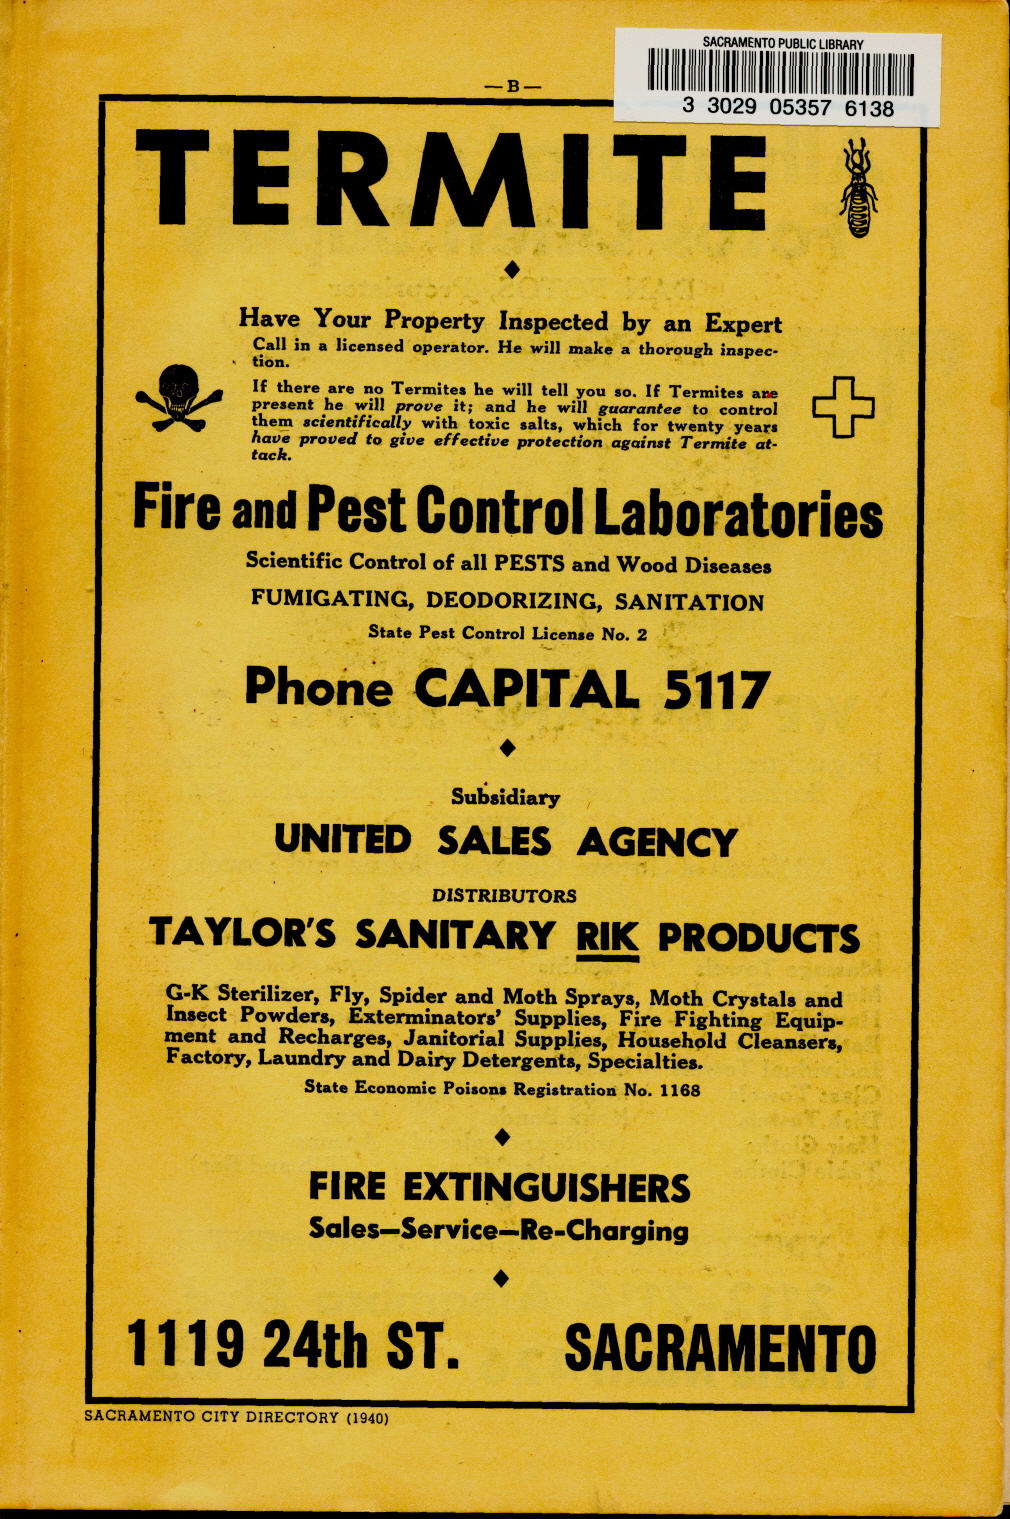 SACRAMENTO PUBLIC LIBRARY
3 3029 05357 6138
— B —
TERMITE
Have Your Property Inspected by an Expert
Call in a licensed operator. He will make a thorough inspec-
tion.
If there are no Termites he will tell you so. If Termites are
present he will prove it; and he will guarantee to control
them scientifically with toxic salts, which for twenty years
have proved to give effective protection against Termite at-
tack.
Fire and Pest Control Laboratories
Scientific Control of all PESTS and Wood Diseases
FUMIGATING, DEODORIZING, SANITATION
State Pest Control License No. 2
Phone CAPITAL 5117
Subsidiary
UNITED SALES AGENCY
DISTRIBUTORS
TAYLOR'S SANITARY RIK PRODUCTS
G-K Sterilizer, Fly, Spider and Moth Sprays, Moth Crystals and
Insect Powders, Exterminators' Supplies, Fire Fighting Equip-
ment and Recharges, Janitorial Supplies, Household Cleansers,
Factory, Laundry and Dairy Detergents, Specialties.
State Economic Poisons Registration No. 1168
FIRE EXTINGUISHERS
Sales—Service—Re-Charging
1119 24th ST. SACRAMENTO
SACRAMENTO CITY DIRECTORY (1940)